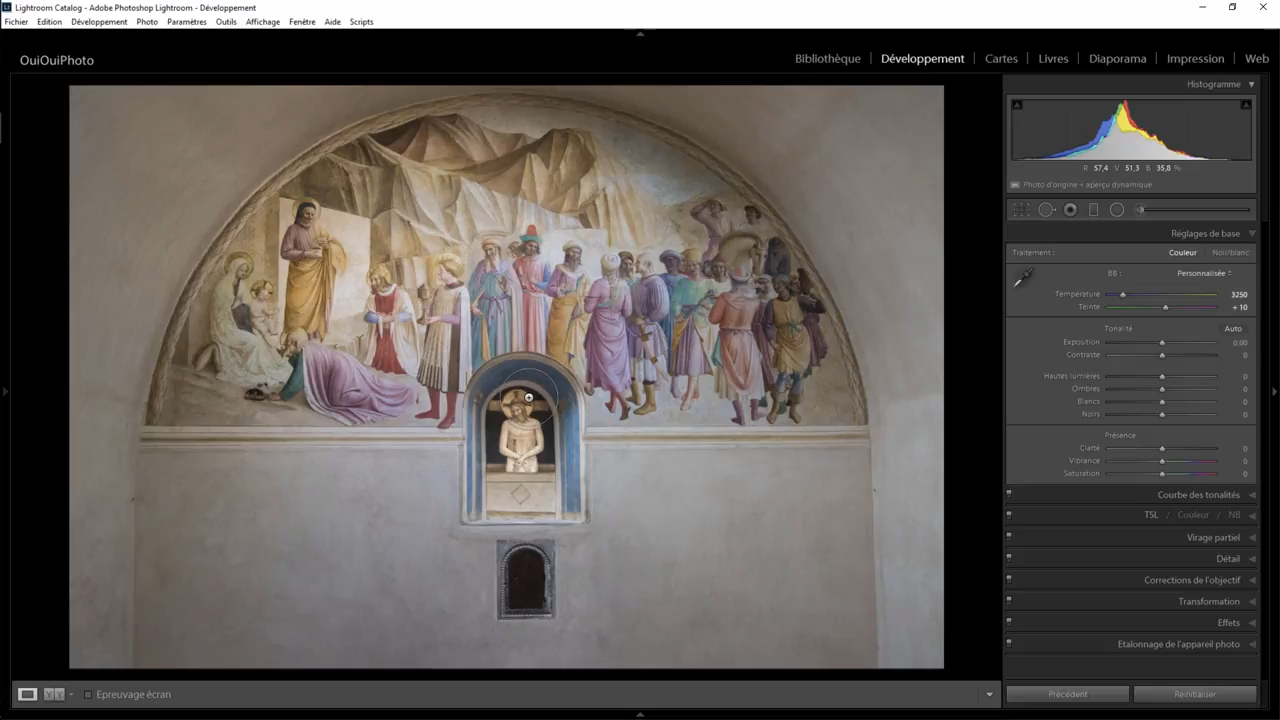 Lightroom Catalog - Adobe Photoshop Lightroom - Développement
Fichier Edition Développement Photo Paramètres Outils Affichage Fenêtre Aide Scripts
OuiOuiPhoto
Bibliothèque | Développement | Cartes | Livres | Diaporama | Impression | Web
Histogramme
R 57,4 V 51,3 B 35,8 %
Photo d'origine + aperçu dynamique
Réglages de base
Traitement : Couleur Noir/blanc
BB : Personnalisée
Température 3250
Teinte + 10
Tonalité Auto
Exposition 0,00
Contraste 0
Hautes lumières 0
Ombres 0
Blancs 0
Noirs 0
Présence
Clarté 0
Vibrance 0
Saturation 0
Courbe des tonalités
TSL / Couleur / NB
Virage partiel
Détail
Corrections de l'objectif
Transformation
Effets
Etalonnage de l'appareil photo
Epreuvage écran
Précédent Réinitialiser